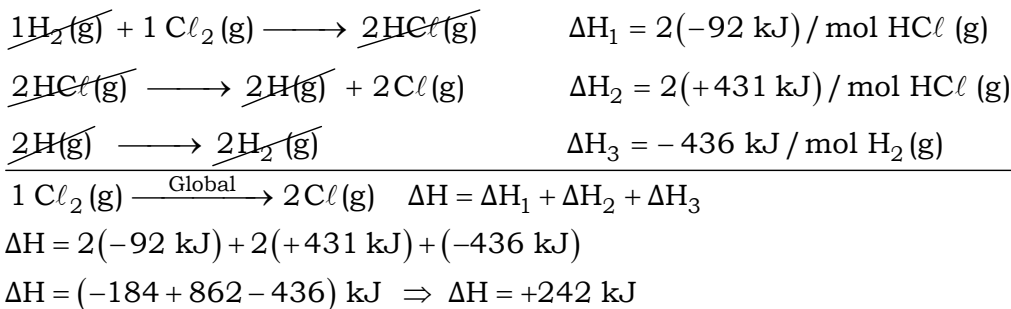 1H₂(g) + 1 Cℓ₂(g) ⟶ 2HCℓ(g) ΔH₁ = 2(−92 kJ) / mol HCℓ (g)
2HCℓ(g) ⟶ 2H(g) + 2Cℓ(g) ΔH₂ = 2(+431 kJ) / mol HCℓ (g)
2H(g) ⟶ 2H₂ (g) ΔH₃ = − 436 kJ / mol H₂(g)
1 Cℓ₂(g) —Global→ 2Cℓ(g) ΔH = ΔH₁ + ΔH₂ + ΔH₃
ΔH = 2(−92 kJ) + 2(+431 kJ) + (−436 kJ)
ΔH = (−184 + 862 − 436) kJ ⇒ ΔH = +242 kJ